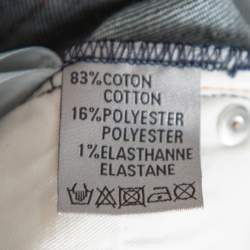 83% COTON
COTTON
16% POLYESTER
POLYESTER
1% ELASTHANNE
ELASTANE